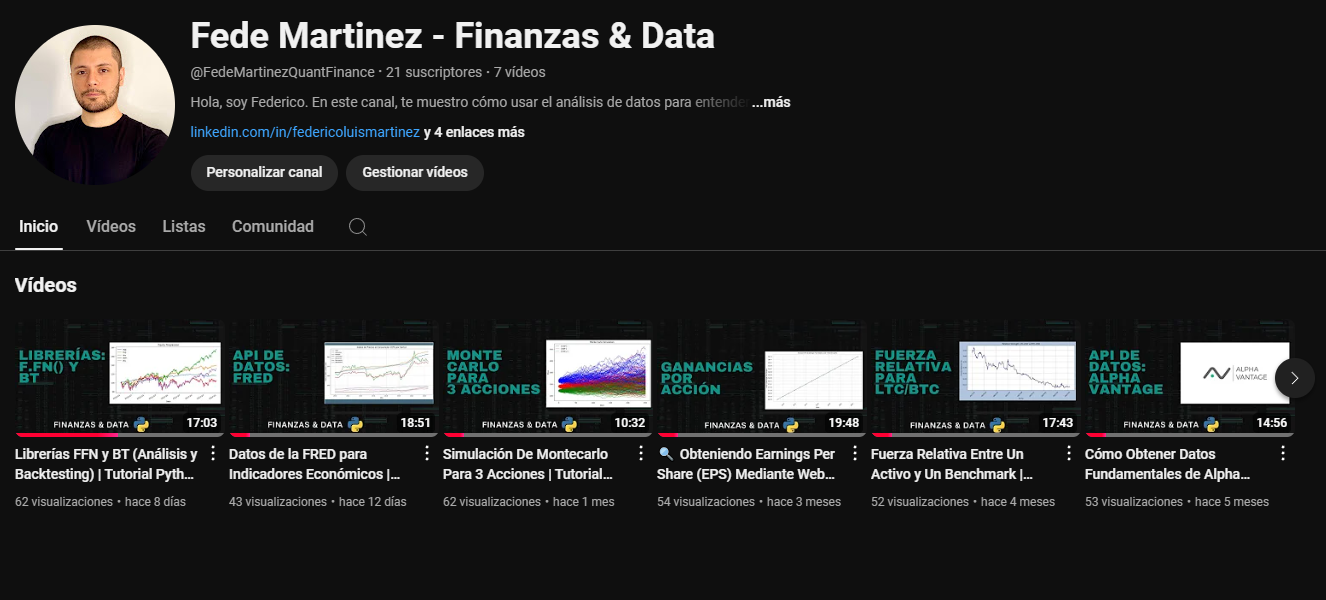 Fede Martinez - Finanzas & Data
@FedeMartinezQuantFinance · 21 suscriptores · 7 vídeos
Hola, soy Federico. En este canal, te muestro cómo usar el análisis de datos para entende ...más
linkedin.com/in/federicoluismartinez y 4 enlaces más
Personalizar canal
Gestionar vídeos
Inicio
Vídeos
Listas
Comunidad
Vídeos
LIBRERÍAS:
F.FN() Y
BT
FINANZAS & DATA
17:03
Librerías FFN y BT (Análisis y
Backtesting) | Tutorial Pyth...
62 visualizaciones · hace 8 días
API DE
DATOS:
FRED
FINANZAS & DATA
18:51
Datos de la FRED para
Indicadores Económicos |...
43 visualizaciones · hace 12 días
MONTE
CARLO
PARA
3 ACCIONES
FINANZAS & DATA
10:32
Simulación De Montecarlo
Para 3 Acciones | Tutorial...
62 visualizaciones · hace 1 mes
GANANCIAS
POR
ACCIÓN
FINANZAS & DATA
19:48
🔍 Obteniendo Earnings Per
Share (EPS) Mediante Web...
54 visualizaciones · hace 3 meses
FUERZA
RELATIVA
PARA
LTC/BTC
FINANZAS & DATA
17:43
Fuerza Relativa Entre Un
Activo y Un Benchmark |...
52 visualizaciones · hace 4 meses
API DE
DATOS:
ALPHA
VANTAGE
ALPHA
VANTAGE
FINANZAS & DATA
14:56
Cómo Obtener Datos
Fundamentales de Alpha...
53 visualizaciones · hace 5 meses